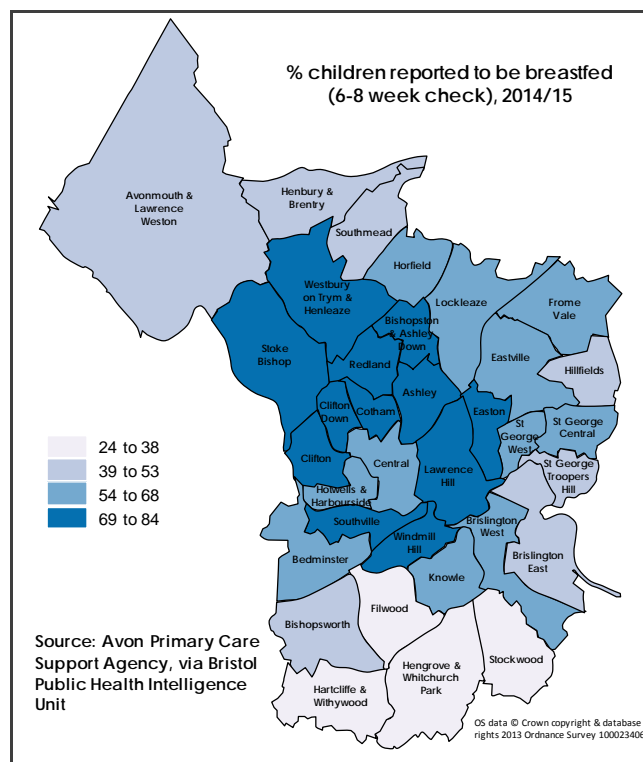 % children reported to be breastfed
(6-8 week check), 2014/15
Avonmouth &
Lawrence
Weston
Henbury &
Brentry
Southmead
Horfield
Westbury
on Trym &
Henleaze
Lockleaze
Frome
Vale
Bishopston
& Ashley
Down
Eastville
Stoke
Bishop
Redland
Hillfields
Ashley
Clifton
Down
Cotham
Easton
St
George
West
St George
Central
Clifton
Central
Lawrence
Hill
St George
Troopers
Hill
Hotwells &
Harbourside
Southville
Windmill
Hill
Brislington
West
Brislington
East
Bedminster
Knowle
Filwood
Bishopsworth
Stockwood
Hengrove &
Whitchurch
Park
Hartcliffe &
Withywood
24 to 38
39 to 53
54 to 68
69 to 84
Source: Avon Primary Care
Support Agency, via Bristol
Public Health Intelligence
Unit
OS data © Crown copyright & database
rights 2013 Ordnance Survey 100023406